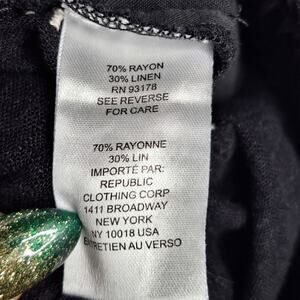 70% RAYON
30% LINEN
RN 93178
SEE REVERSE
FOR CARE
70% RAYONNE
30% LIN
IMPORTÉ PAR:
REPUBLIC
CLOTHING CORP
1411 BROADWAY
NEW YORK
NY 10018 USA
ENTRETIEN AU VERSO